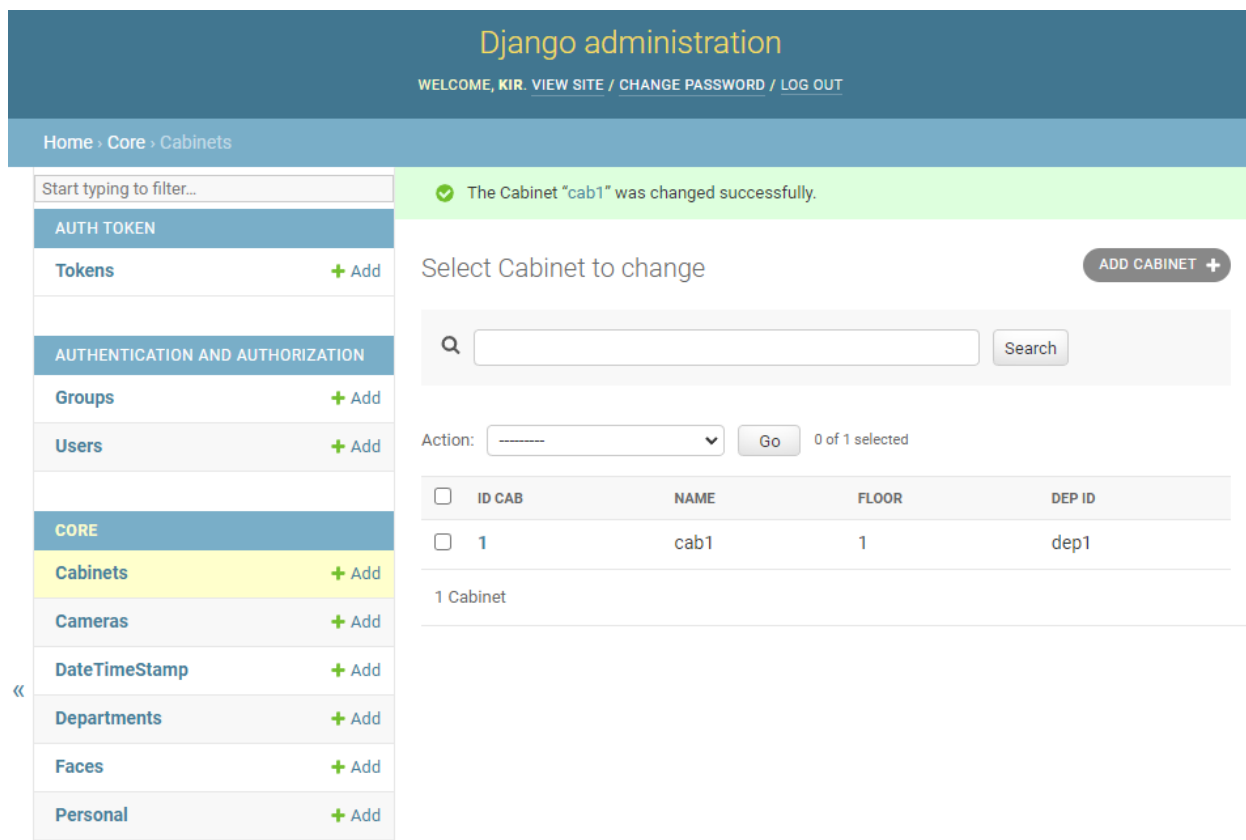 Django administration
WELCOME, KIR. VIEW SITE / CHANGE PASSWORD / LOG OUT
Home › Core › Cabinets
Start typing to filter...
AUTH TOKEN
Tokens + Add
AUTHENTICATION AND AUTHORIZATION
Groups + Add
Users + Add
CORE
Cabinets + Add
Cameras + Add
DateTimeStamp + Add
Departments + Add
Faces + Add
Personal + Add
«
The Cabinet “cab1” was changed successfully.
Select Cabinet to change
ADD CABINET +
Search
Action: --------- Go 0 of 1 selected
ID CAB NAME FLOOR DEP ID
1 cab1 1 dep1
1 Cabinet